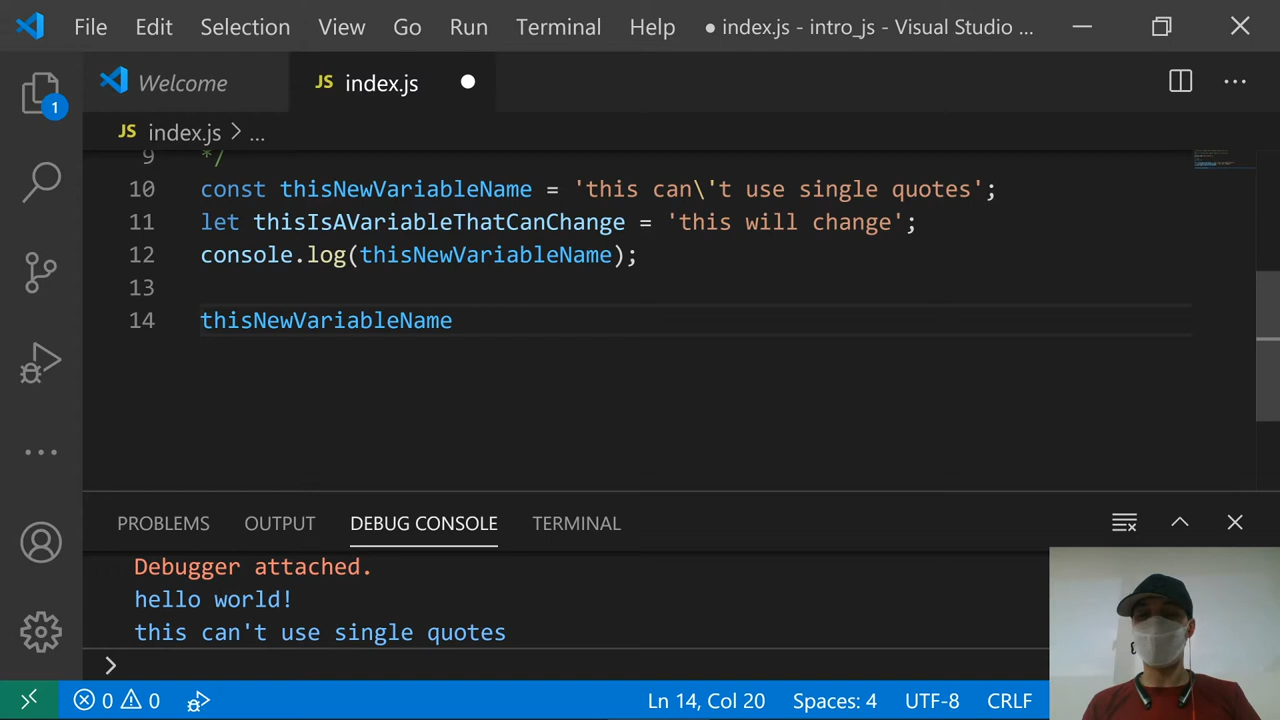 File Edit Selection View Go Run Terminal Help ● index.js - intro_js - Visual Studio ...
Welcome JS index.js ●
JS index.js > ...
9 */
10 const thisNewVariableName = 'this can\'t use single quotes';
11 let thisIsAVariableThatCanChange = 'this will change';
12 console.log(thisNewVariableName);
13
14 thisNewVariableName
1
PROBLEMS OUTPUT DEBUG CONSOLE TERMINAL
Debugger attached.
hello world!
this can't use single quotes
>
0 0 Ln 14, Col 20 Spaces: 4 UTF-8 CRLF